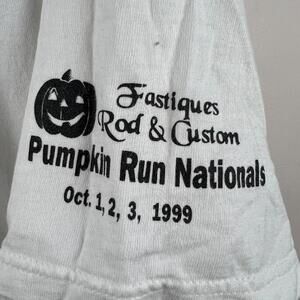 Fastiques
Rod & Custom
Pumpkin Run Nationals
Oct. 1, 2, 3, 1999